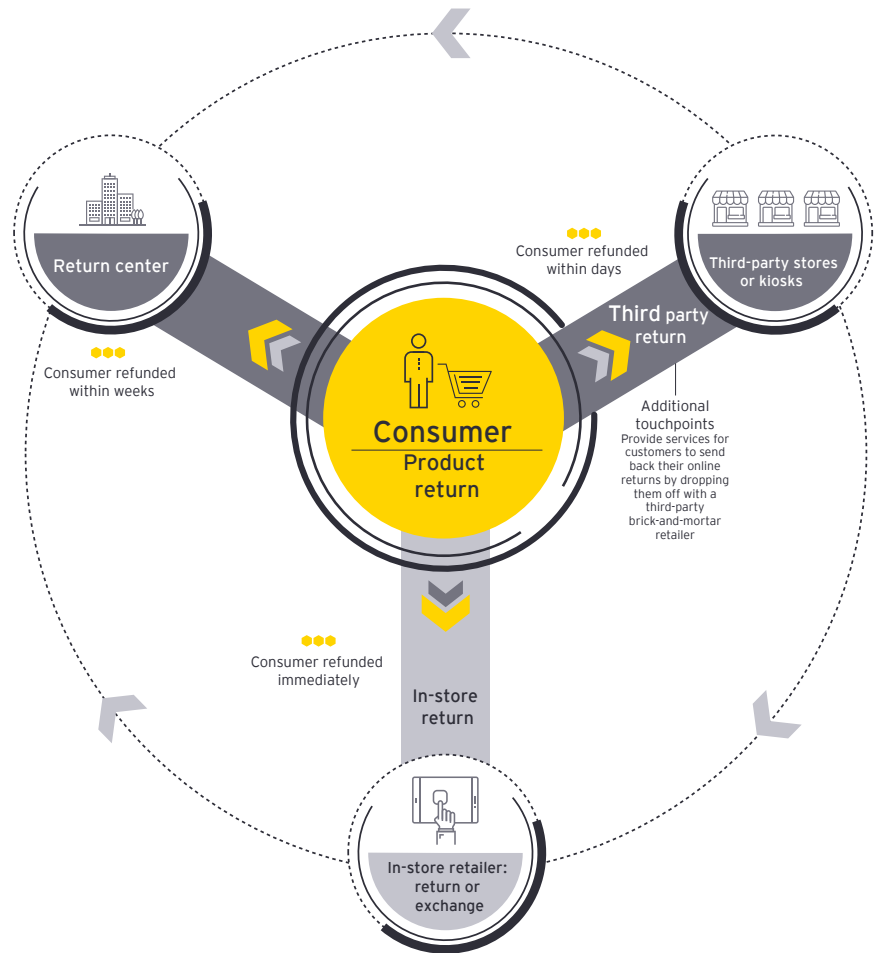 Return center
Third-party stores
or kiosks
Consumer refunded
within days
Third party
return
Consumer refunded
within weeks
Consumer
Product
return
Additional
touchpoints
Provide services for
customers to send
back their online
returns by dropping
them off with a
third-party
brick-and-mortar
retailer
Consumer refunded
immediately
In-store
return
In-store retailer:
return or
exchange